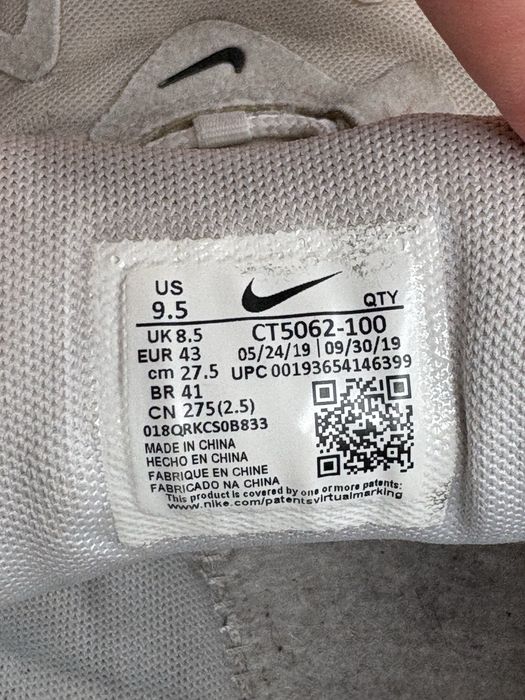 US
9.5
QTY
UK 8.5
CT5062-100
EUR 43
05/24/19 | 09/30/19
cm 27.5
UPC 00193654146399
BR 41
CN 275(2.5)
018QRKCS0B833
MADE IN CHINA
HECHO EN CHINA
FABRIQUE EN CHINE
FABRICADO NA CHINA
This product is covered by one or more patents:
www.nike.com/patentsvirtualmarking